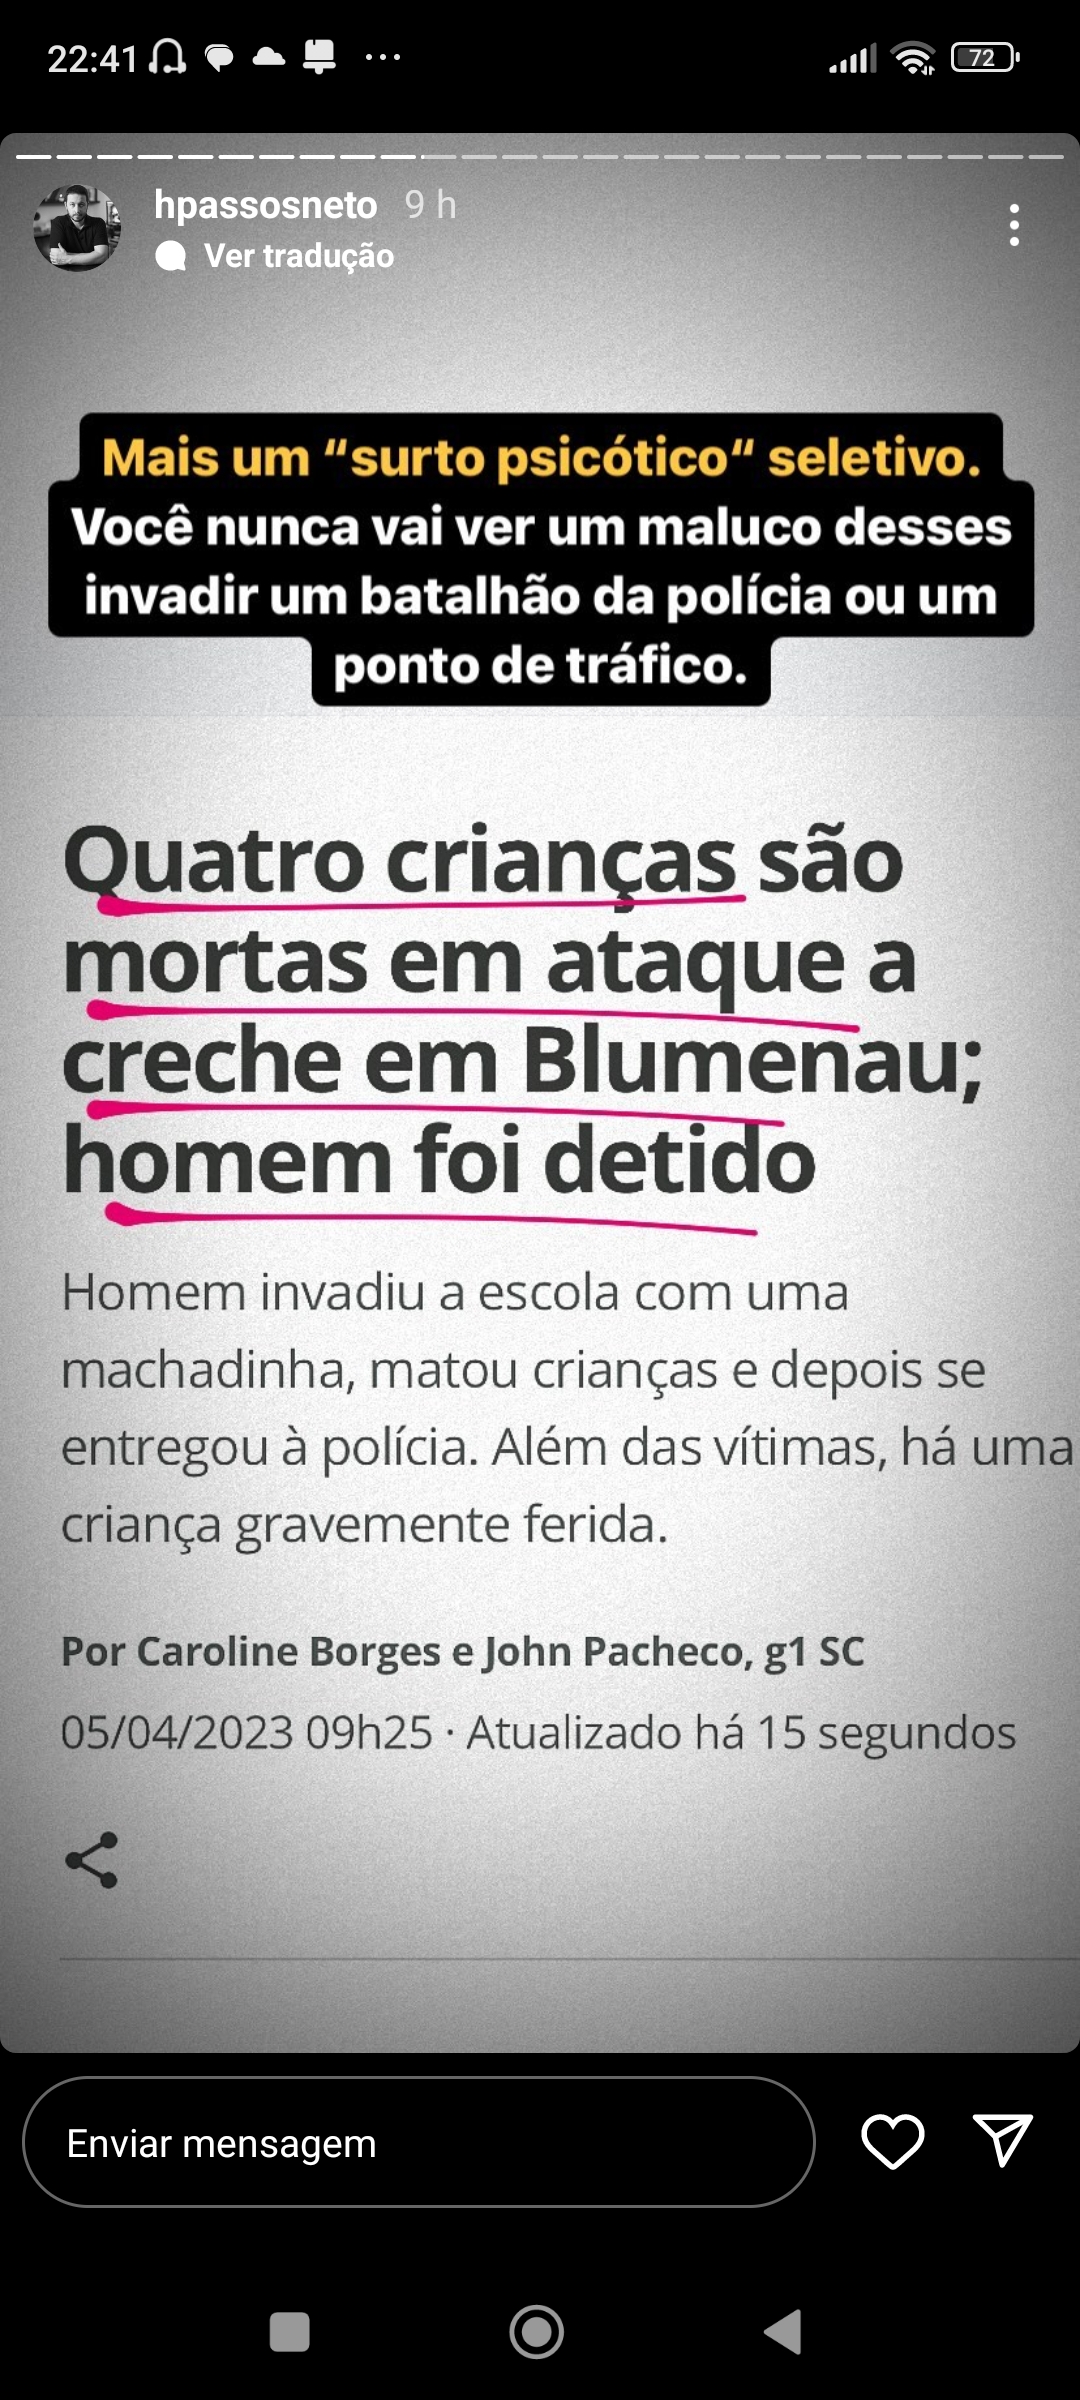 22:41
72
hpassosneto 9 h
Ver tradução
Mais um “surto psicótico“ seletivo.
Você nunca vai ver um maluco desses
invadir um batalhão da polícia ou um
ponto de tráfico.
Quatro crianças são
mortas em ataque a
creche em Blumenau;
homem foi detido
Homem invadiu a escola com uma
machadinha, matou crianças e depois se
entregou à polícia. Além das vítimas, há uma
criança gravemente ferida.
Por Caroline Borges e John Pacheco, g1 SC
05/04/2023 09h25 · Atualizado há 15 segundos
Enviar mensagem